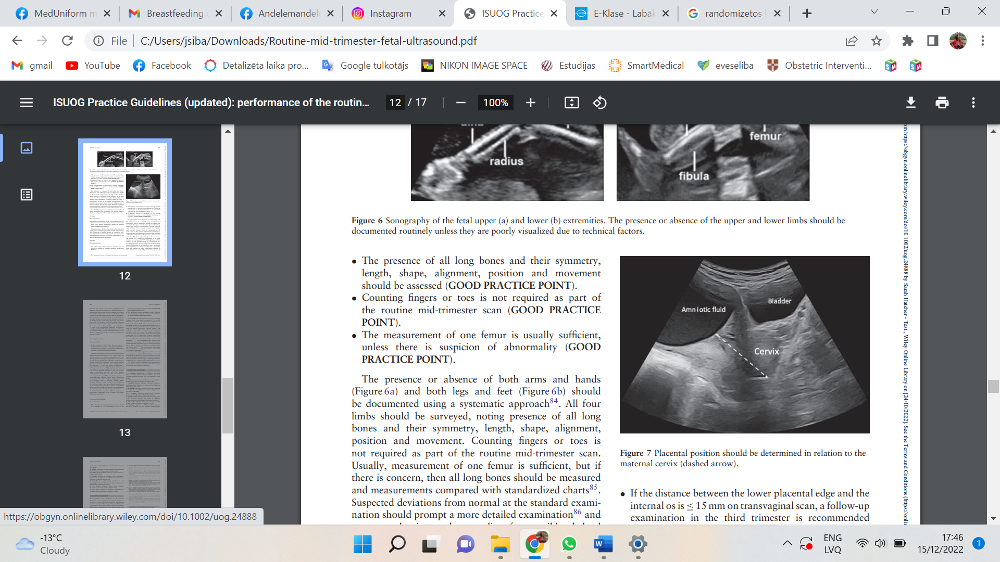 MedUniform m
Breastfeeding
Andelemandel
Instagram
ISUOG Practice
E-Klase - Labāk
randomizetos
File
C:/Users/jsiba/Downloads/Routine-mid-trimester-fetal-ultrasound.pdf
gmail
YouTube
Facebook
Detalizēta laika pro...
Google tulkotājs
NIKON IMAGE SPACE
Estudijas
SmartMedical
eveseliba
Obstetric Interventi...
ISUOG Practice Guidelines (updated): performance of the routin...
12 / 17
100%
12
13
radius
femur
fibula
Figure 6 Sonography of the fetal upper (a) and lower (b) extremities. The presence or absence of the upper and lower limbs should be
documented routinely unless they are poorly visualized due to technical factors.
• The presence of all long bones and their symmetry,
length, shape, alignment, position and movement
should be assessed (GOOD PRACTICE POINT).
• Counting fingers or toes is not required as part of
the routine mid-trimester scan (GOOD PRACTICE
POINT).
• The measurement of one femur is usually sufficient,
unless there is suspicion of abnormality (GOOD
PRACTICE POINT).
The presence or absence of both arms and hands
(Figure 6a) and both legs and feet (Figure 6b) should
be documented using a systematic approach84. All four
limbs should be surveyed, noting presence of all long
bones and their symmetry, length, shape, alignment,
position and movement. Counting fingers or toes is
not required as part of the routine mid-trimester scan.
Usually, measurement of one femur is sufficient, but if
there is concern, then all long bones should be measured
and measurements compared with standardized charts85.
Suspected deviations from normal at the standard exami-
nation should prompt a more detailed examination86 and
Amniotic fluid
Bladder
Cervix
Figure 7 Placental position should be determined in relation to the
maternal cervix (dashed arrow).
• If the distance between the lower placental edge and the
internal os is ≤ 15 mm on transvaginal scan, a follow-up
examination in the third trimester is recommended
om https://obgyn.onlinelibrary.wiley.com/doi/10.1002/uog.24888 by Sarah Hatcher - Test, Wiley Online Library on [24/10/2022]. See the Terms and Conditions (https://onli
https://obgyn.onlinelibrary.wiley.com/doi/10.1002/uog.24888
-13°C
Cloudy
ENG
LVQ
17:46
15/12/2022
1